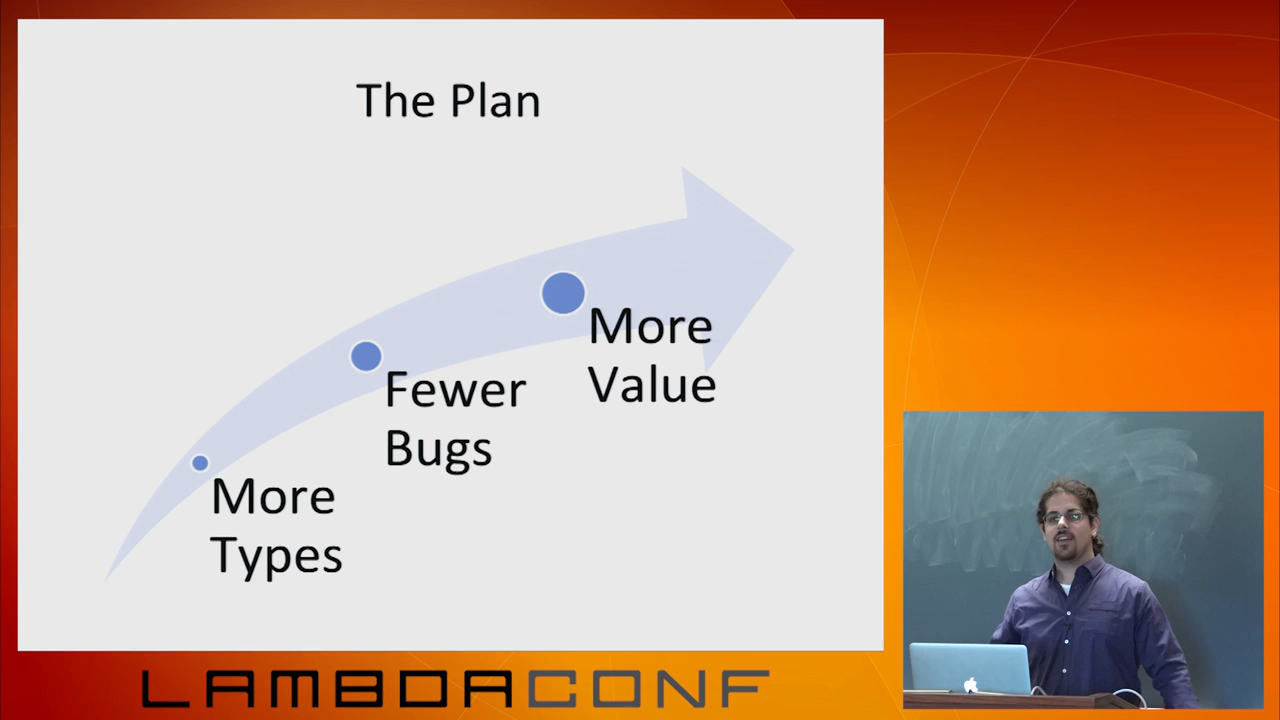 The Plan
More
Value
Fewer
Bugs
More
Types
LAMBDACONF